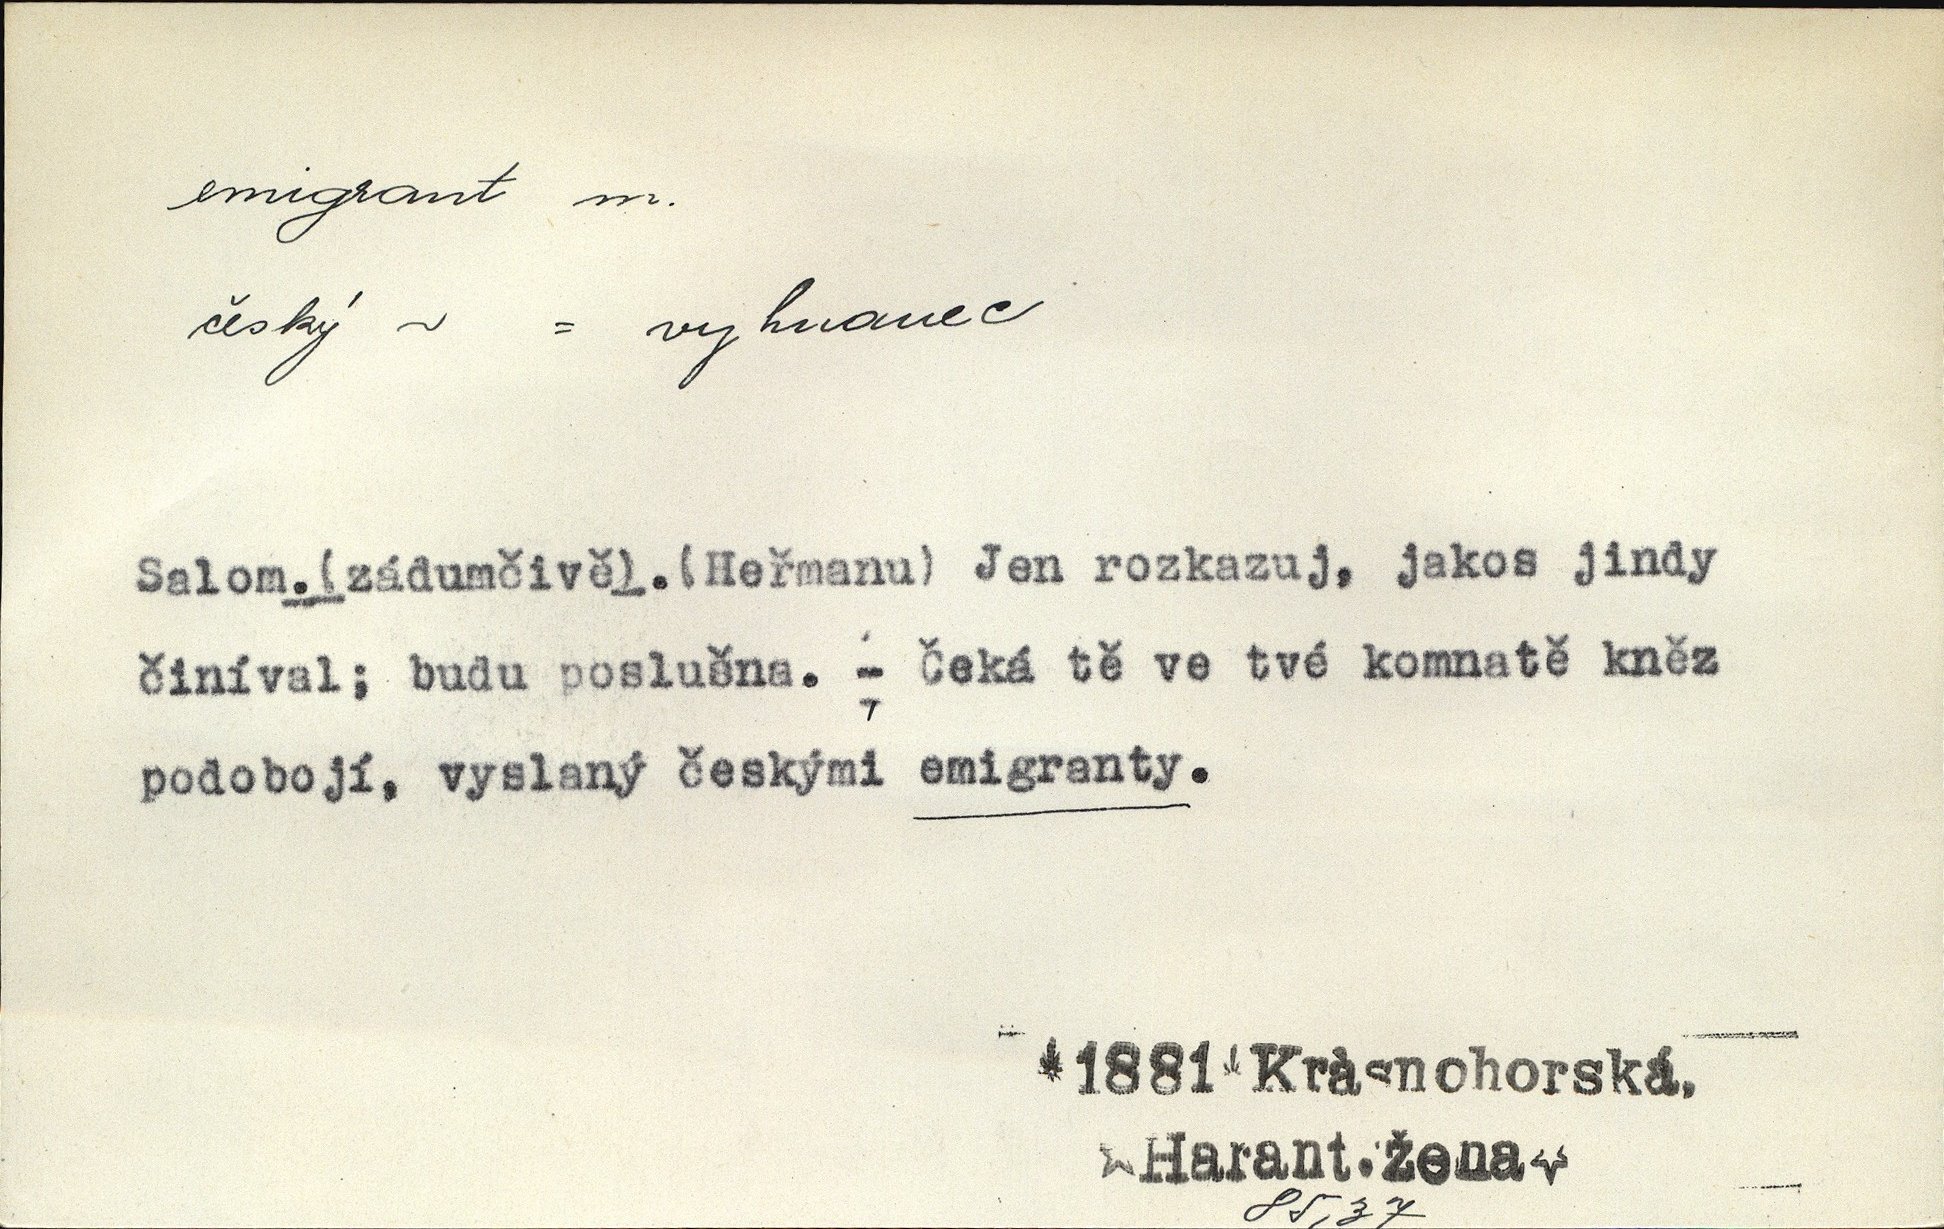 emigrant m.
český ~ = vyhnanec
Salom.(zádumčivě).(Heřmanu) Jen rozkazuj, jakos jindy
činíval; budu poslušna. - Čeká tě ve tvé komnatě kněz
podobojí, vyslaný českými emigranty.
*1881 Krásnohorská,
Harant. žena
85,37